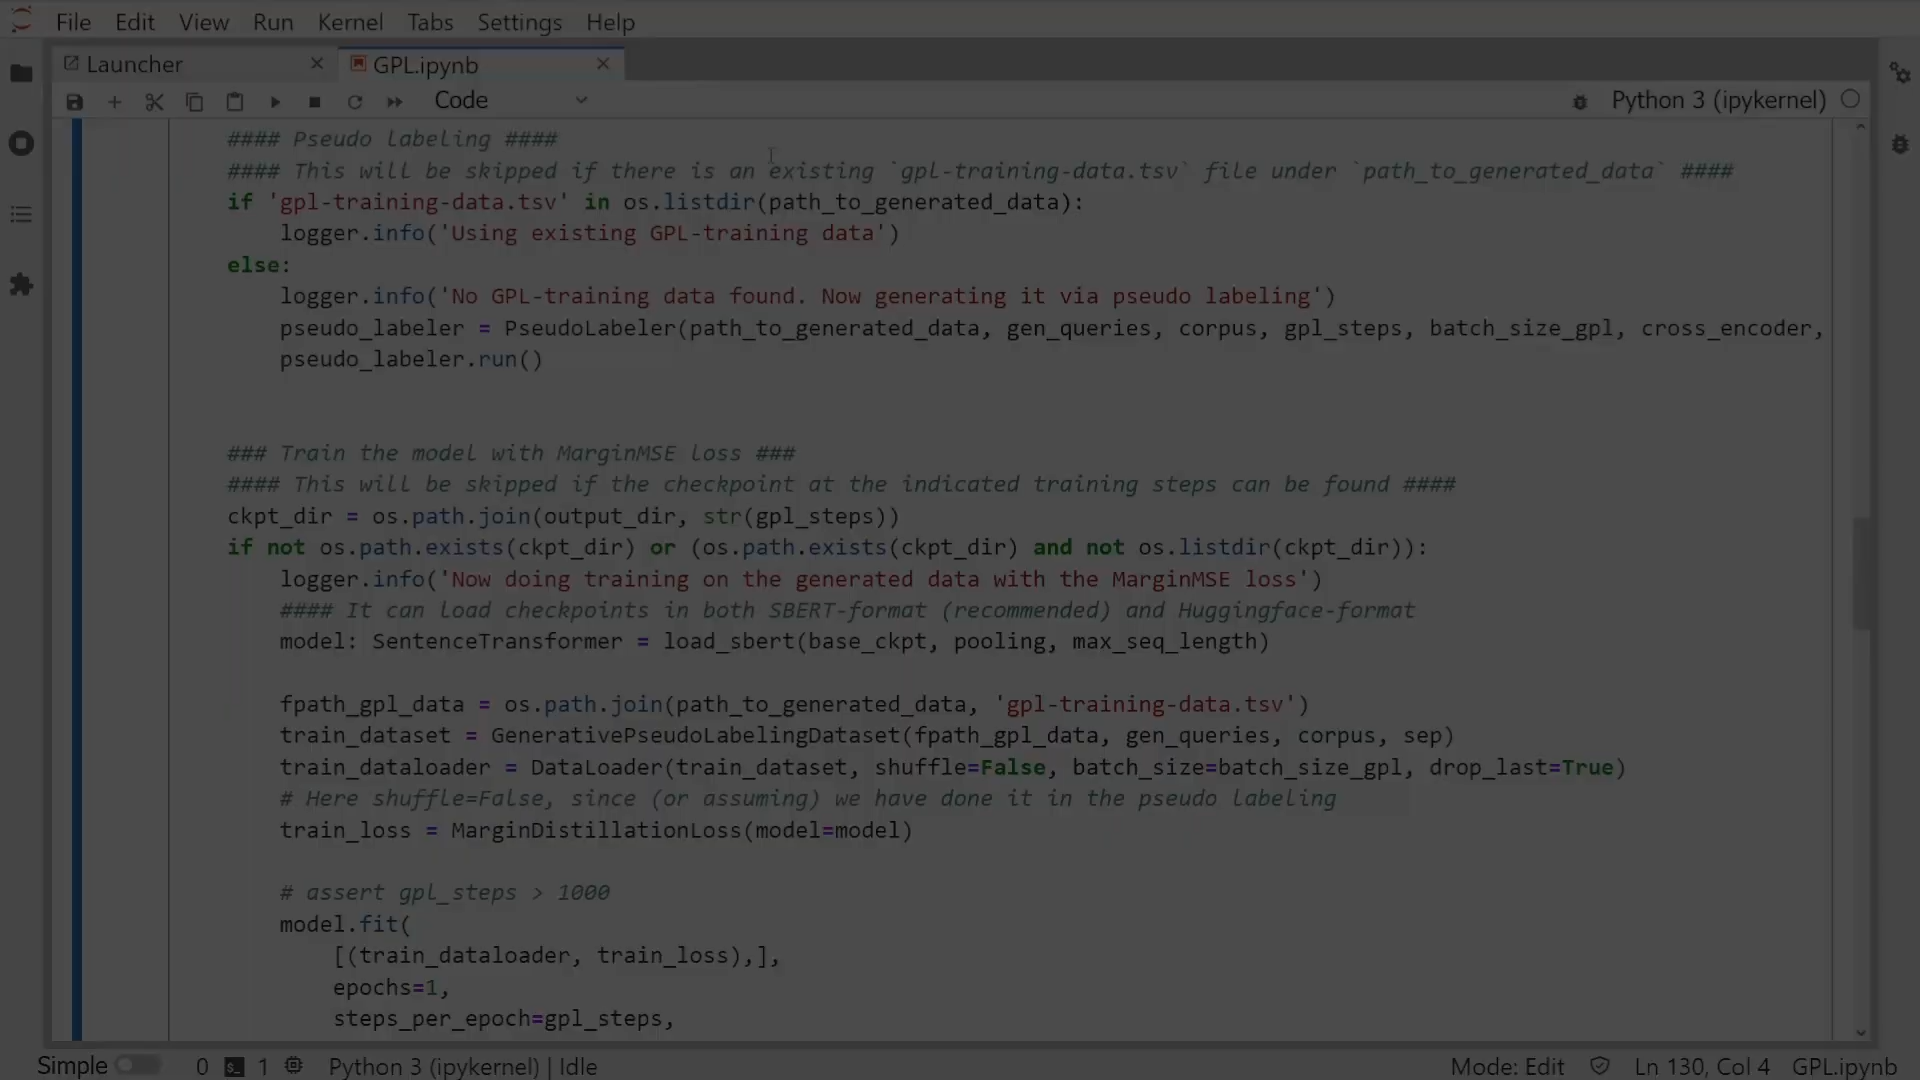 File Edit View Run Kernel Tabs Settings Help
Launcher × GPL.ipynb ×
Code Python 3 (ipykernel)
#### Pseudo labeling ####
#### This will be skipped if there is an existing `gpl-training-data.tsv` file under `path_to_generated_data` ####
if 'gpl-training-data.tsv' in os.listdir(path_to_generated_data):
logger.info('Using existing GPL-training data')
else:
logger.info('No GPL-training data found. Now generating it via pseudo labeling')
pseudo_labeler = PseudoLabeler(path_to_generated_data, gen_queries, corpus, gpl_steps, batch_size_gpl, cross_encoder,
pseudo_labeler.run()
### Train the model with MarginMSE loss ###
#### This will be skipped if the checkpoint at the indicated training steps can be found ####
ckpt_dir = os.path.join(output_dir, str(gpl_steps))
if not os.path.exists(ckpt_dir) or (os.path.exists(ckpt_dir) and not os.listdir(ckpt_dir)):
logger.info('Now doing training on the generated data with the MarginMSE loss')
#### It can load checkpoints in both SBERT-format (recommended) and Huggingface-format
model: SentenceTransformer = load_sbert(base_ckpt, pooling, max_seq_length)
fpath_gpl_data = os.path.join(path_to_generated_data, 'gpl-training-data.tsv')
train_dataset = GenerativePseudoLabelingDataset(fpath_gpl_data, gen_queries, corpus, sep)
train_dataloader = DataLoader(train_dataset, shuffle=False, batch_size=batch_size_gpl, drop_last=True)
# Here shuffle=False, since (or assuming) we have done it in the pseudo labeling
train_loss = MarginDistillationLoss(model=model)
# assert gpl_steps > 1000
model.fit(
[(train_dataloader, train_loss),],
epochs=1,
steps_per_epoch=gpl_steps,
Simple 0 1 Python 3 (ipykernel) | Idle Mode: Edit Ln 130, Col 4 GPL.ipynb